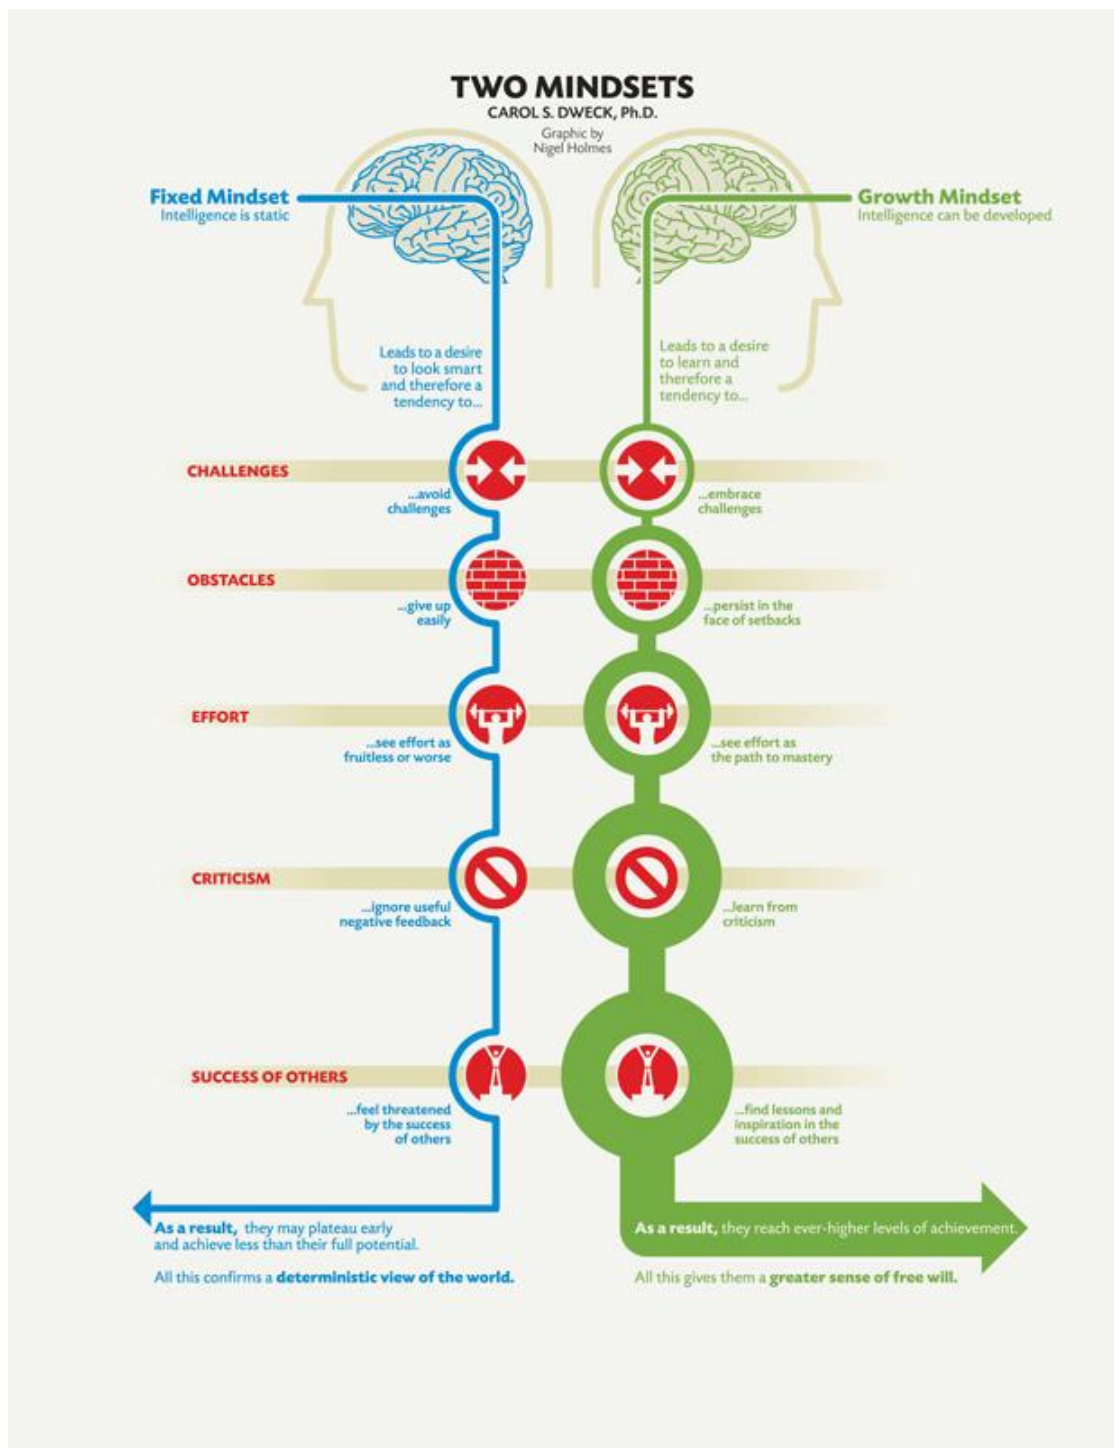 TWO MINDSETS
CAROL S. DWECK, Ph.D.
Graphic by
Nigel Holmes
Fixed Mindset
Intelligence is static
Growth Mindset
Intelligence can be developed
Leads to a desire
to look smart
and therefore a
tendency to...
Leads to a desire
to learn and
therefore a
tendency to...
CHALLENGES
...avoid
challenges
...embrace
challenges
OBSTACLES
...give up
easily
...persist in the
face of setbacks
EFFORT
...see effort as
fruitless or worse
...see effort as
the path to mastery
CRITICISM
...ignore useful
negative feedback
...learn from
criticism
SUCCESS OF OTHERS
...feel threatened
by the success
of others
...find lessons and
inspiration in the
success of others
As a result, they may plateau early
and achieve less than their full potential.
All this confirms a deterministic view of the world.
As a result, they reach ever-higher levels of achievement.
All this gives them a greater sense of free will.